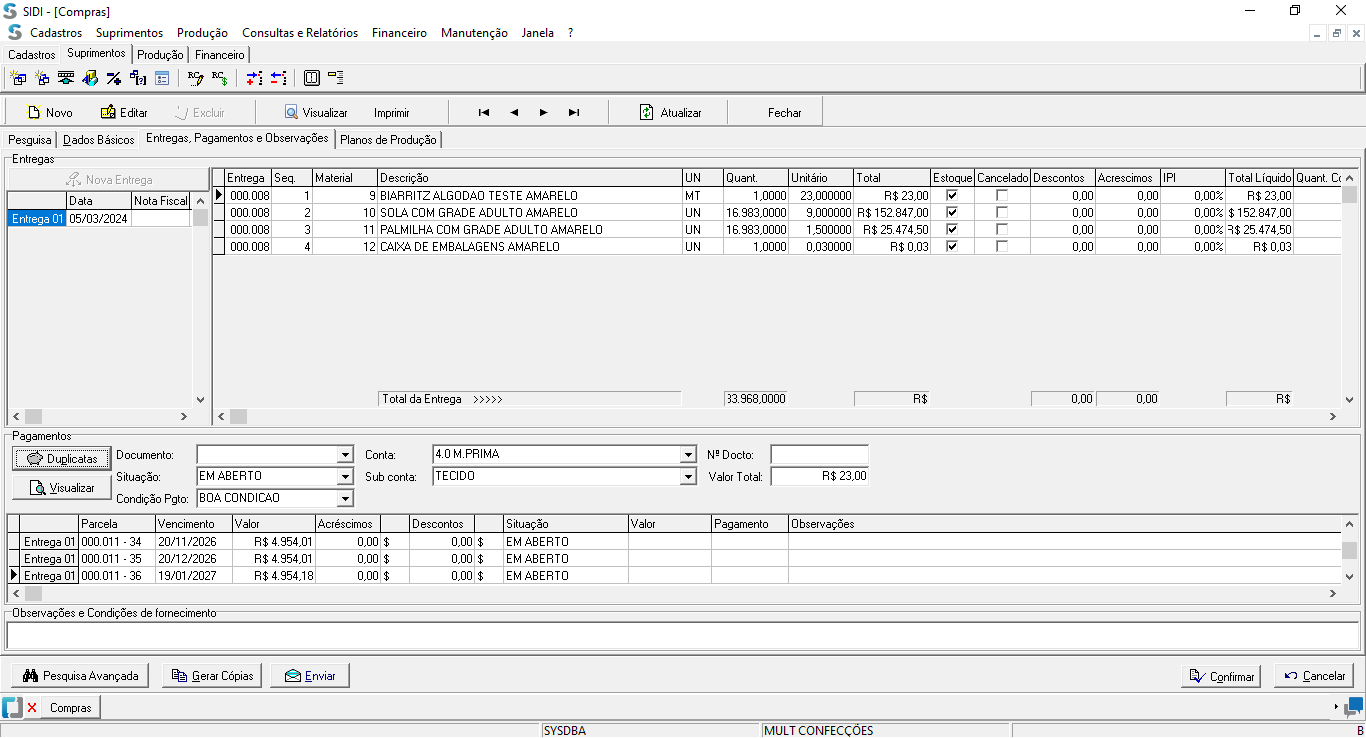 SIDI - [Compras]
Cadastros Suprimentos Produção Consultas e Relatórios Financeiro Manutenção Janela ?
Cadastros Suprimentos Produção Financeiro
Novo Editar Excluir Visualizar Imprimir Atualizar Fechar
Pesquisa Dados Básicos Entregas, Pagamentos e Observações Planos de Produção
Entregas
Nova Entrega
Data Nota Fiscal
Entrega 01 05/03/2024
Entrega Seq. Material Descrição UN Quant. Unitário Total Estoque Cancelado Descontos Acrescimos IPI Total Líquido Quant. Co
000.008 1 9 BIARRITZ ALGODAO TESTE AMARELO MT 1,0000 23,000000 R$ 23,00 0,00 0,00 0,00% R$ 23,00
000.008 2 10 SOLA COM GRADE ADULTO AMARELO UN 16.983,0000 9,000000 R$ 152.847,00 0,00 0,00 0,00% $ 152.847,00
000.008 3 11 PALMILHA COM GRADE ADULTO AMARELO UN 16.983,0000 1,500000 R$ 25.474,50 0,00 0,00 0,00% R$ 25.474,50
000.008 4 12 CAIXA DE EMBALAGENS AMARELO UN 1,0000 0,030000 R$ 0,03 0,00 0,00 0,00% R$ 0,03
Total da Entrega >>>>> 33.968,0000 R$ 0,00 0,00 R$
Pagamentos
Duplicatas Documento: Conta: 4.0 M.PRIMA Nº Docto:
Situação: EM ABERTO Sub conta: TECIDO Valor Total: R$ 23,00
Visualizar
Condição Pgto: BOA CONDICAO
Parcela Vencimento Valor Acréscimos Descontos Situação Valor Pagamento Observações
Entrega 01 000.011 - 34 20/11/2026 R$ 4.954,01 0,00 $ 0,00 $ EM ABERTO
Entrega 01 000.011 - 35 20/12/2026 R$ 4.954,01 0,00 $ 0,00 $ EM ABERTO
Entrega 01 000.011 - 36 19/01/2027 R$ 4.954,18 0,00 $ 0,00 $ EM ABERTO
Observações e Condições de fornecimento
Pesquisa Avançada Gerar Cópias Enviar Confirmar Cancelar
Compras
SYSDBA MULT CONFECÇÕES B